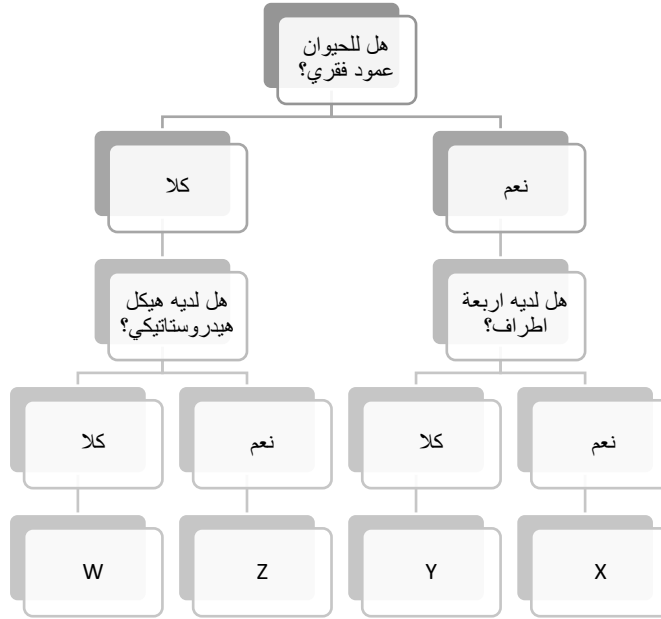 هل للحيوان
عمود فقري؟
نعم
كلا
هل لديه اربعة
اطراف؟
هل لديه هيكل
هيدروستاتيكي؟
نعم
كلا
نعم
كلا
X
Y
Z
W